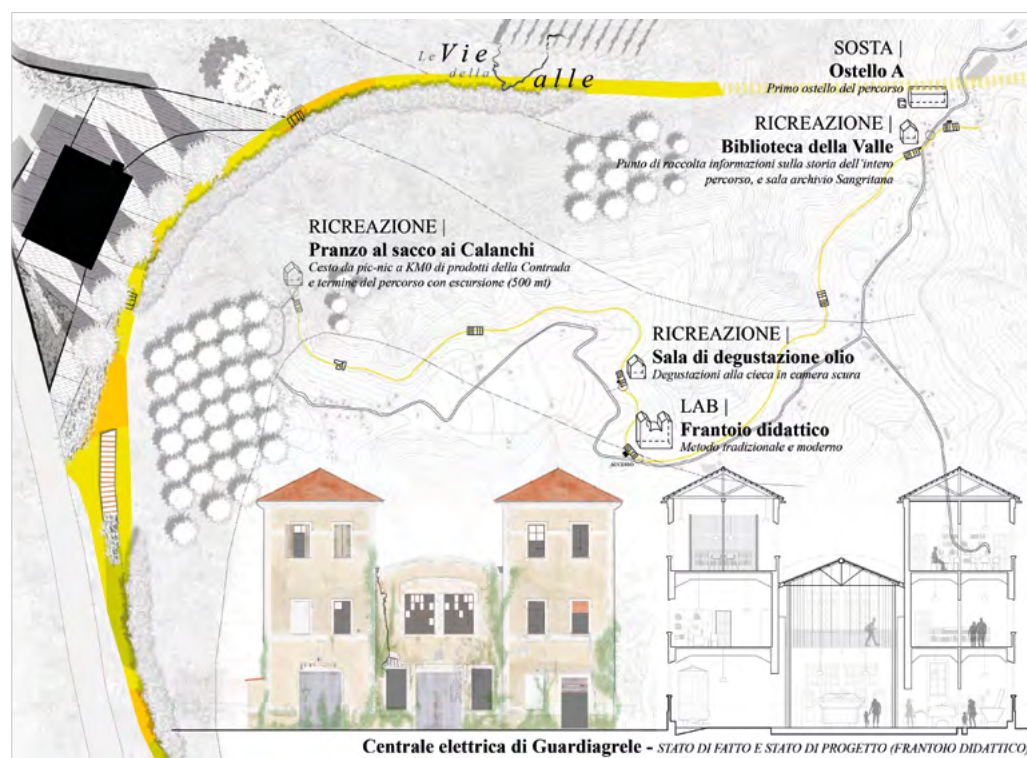 Le Vie
della alle
SOSTA |
Ostello A
Primo ostello del percorso
RICREAZIONE |
Biblioteca della Valle
Punto di raccolta informazioni sulla storia dell'intero
percorso, e sala archivio Sangritana
RICREAZIONE |
Pranzo al sacco ai Calanchi
Cesto da pic-nic a KM0 di prodotti della Contrada
e termine del percorso con escursione (500 mt)
RICREAZIONE |
Sala di degustazione olio
Degustazioni alla cieca in camera scura
LAB |
Frantoio didattico
Metodo tradizionale e moderno
ACCESSO
Centrale elettrica di Guardiagrele - STATO DI FATTO E STATO DI PROGETTO (FRANTOIO DIDATTICO)